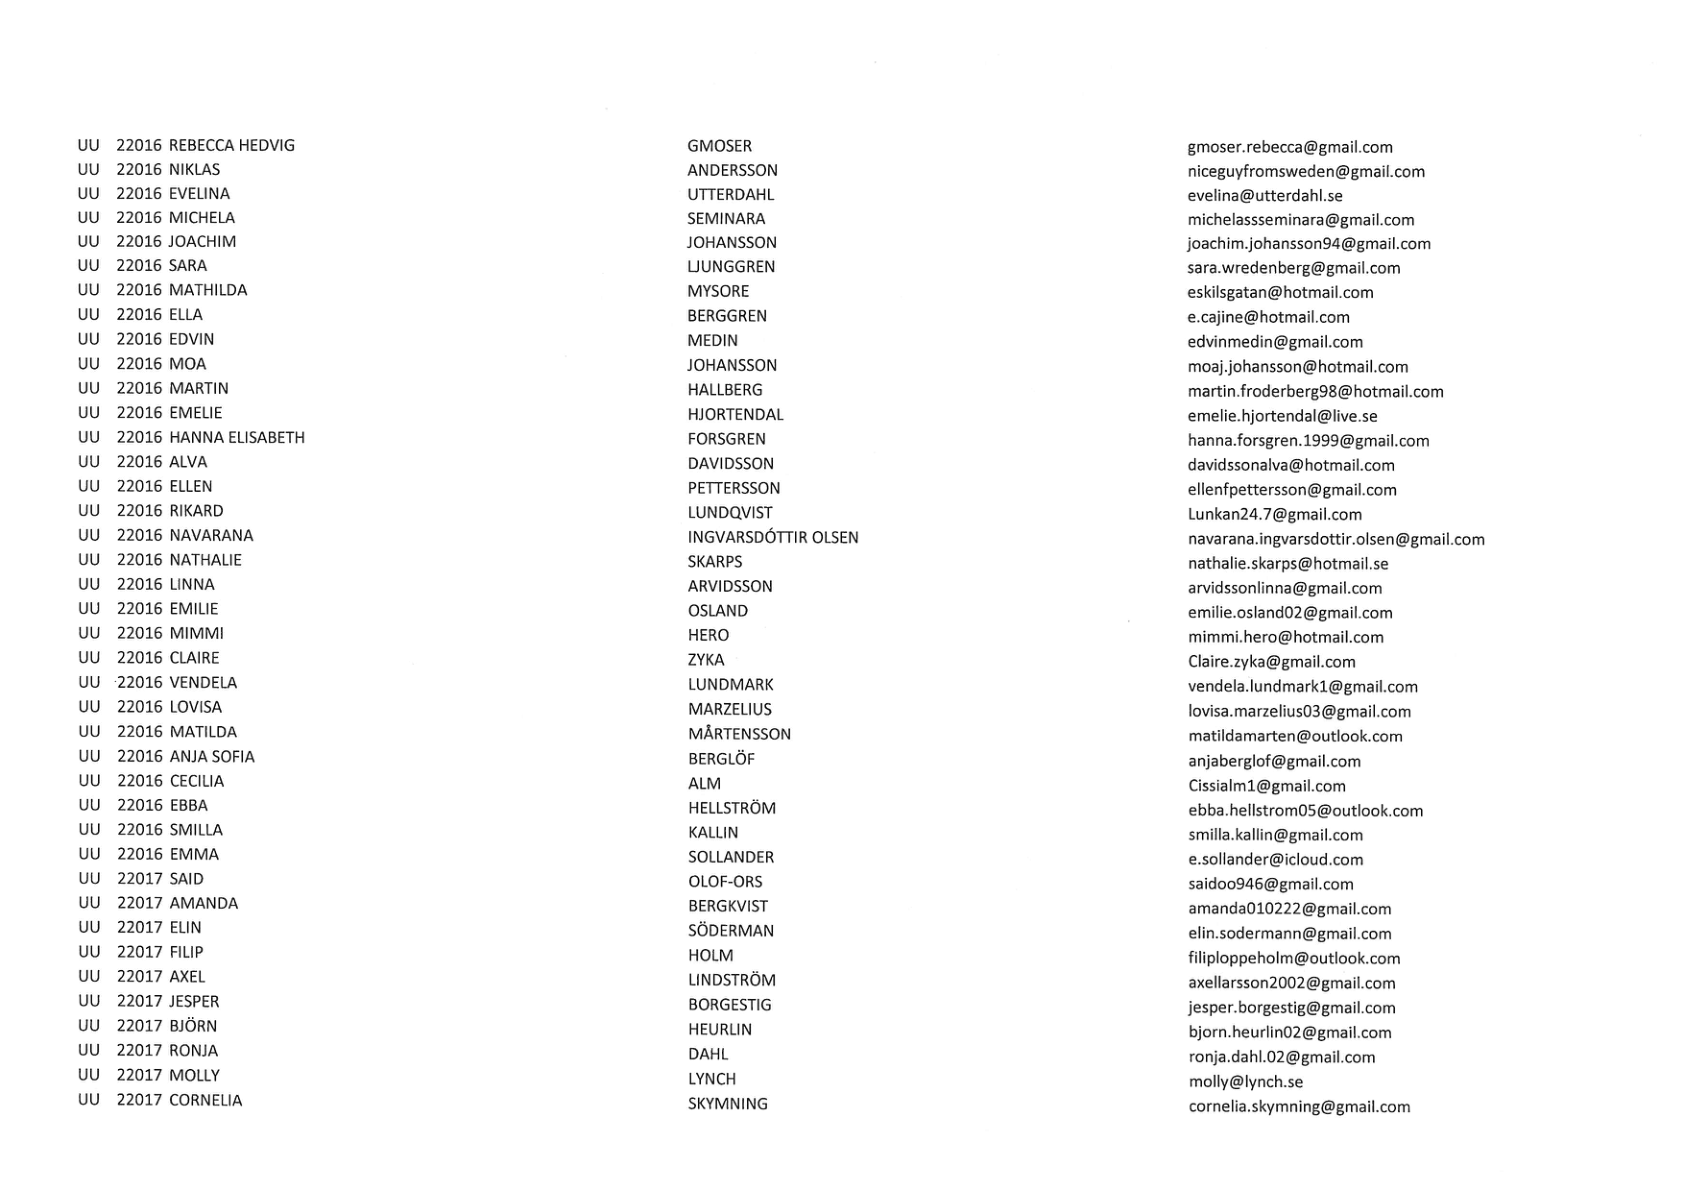 UU 22016 REBECCA HEDVIG GMOSER gmoser.rebecca@gmail.com
UU 22016 NIKLAS ANDERSSON niceguyfromsweden@gmail.com
UU 22016 EVELINA UTTERDAHL evelina@utterdahl.se
UU 22016 MICHELA SEMINARA michelassseminara@gmail.com
UU 22016 JOACHIM JOHANSSON joachim.johansson94@gmail.com
UU 22016 SARA LJUNGGREN sara.wredenberg@gmail.com
UU 22016 MATHILDA MYSORE eskilsgatan@hotmail.com
UU 22016 ELLA BERGGREN e.cajine@hotmail.com
UU 22016 EDVIN MEDIN edvinmedin@gmail.com
UU 22016 MOA JOHANSSON moaj.johansson@hotmail.com
UU 22016 MARTIN HALLBERG martin.froderberg98@hotmail.com
UU 22016 EMELIE HJORTENDAL emelie.hjortendal@live.se
UU 22016 HANNA ELISABETH FORSGREN hanna.forsgren.1999@gmail.com
UU 22016 ALVA DAVIDSSON davidssonalva@hotmail.com
UU 22016 ELLEN PETTERSSON ellenfpettersson@gmail.com
UU 22016 RIKARD LUNDQVIST Lunkan24.7@gmail.com
UU 22016 NAVARANA INGVARSDÓTTIR OLSEN navarana.ingvarsdottir.olsen@gmail.com
UU 22016 NATHALIE SKARPS nathalie.skarps@hotmail.se
UU 22016 LINNA ARVIDSSON arvidssonlinna@gmail.com
UU 22016 EMILIE OSLAND emilie.osland02@gmail.com
UU 22016 MIMMI HERO mimmi.hero@hotmail.com
UU 22016 CLAIRE ZYKA Claire.zyka@gmail.com
UU 22016 VENDELA LUNDMARK vendela.lundmark1@gmail.com
UU 22016 LOVISA MARZELIUS lovisa.marzelius03@gmail.com
UU 22016 MATILDA MÅRTENSSON matildamarten@outlook.com
UU 22016 ANJA SOFIA BERGLÖF anjaberglof@gmail.com
UU 22016 CECILIA ALM Cissialm1@gmail.com
UU 22016 EBBA HELLSTRÖM ebba.hellstrom05@outlook.com
UU 22016 SMILLA KALLIN smilla.kallin@gmail.com
UU 22016 EMMA SOLLANDER e.sollander@icloud.com
UU 22017 SAID OLOF-ORS saidoo946@gmail.com
UU 22017 AMANDA BERGKVIST amanda010222@gmail.com
UU 22017 ELIN SÖDERMAN elin.sodermann@gmail.com
UU 22017 FILIP HOLM filiploppeholm@outlook.com
UU 22017 AXEL LINDSTRÖM axellarsson2002@gmail.com
UU 22017 JESPER BORGESTIG jesper.borgestig@gmail.com
UU 22017 BJÖRN HEURLIN bjorn.heurlin02@gmail.com
UU 22017 RONJA DAHL ronja.dahl.02@gmail.com
UU 22017 MOLLY LYNCH molly@lynch.se
UU 22017 CORNELIA SKYMNING cornelia.skymning@gmail.com